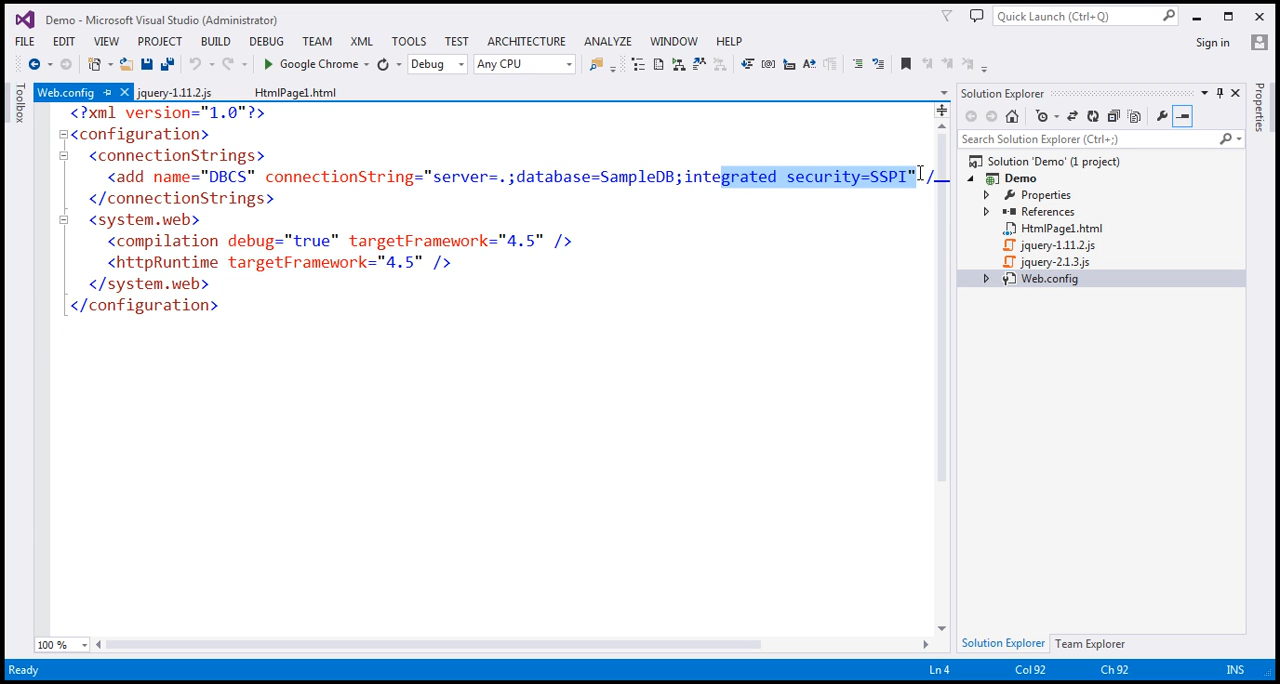 Demo - Microsoft Visual Studio (Administrator)
Quick Launch (Ctrl+Q)
FILE EDIT VIEW PROJECT BUILD DEBUG TEAM XML TOOLS TEST ARCHITECTURE ANALYZE WINDOW HELP
Sign in
Google Chrome Debug Any CPU
Toolbox
Web.config jquery-1.11.2.js HtmlPage1.html
<?xml version="1.0"?>
<configuration>
<connectionStrings>
<add name="DBCS" connectionString="server=.;database=SampleDB;integrated security=SSPI" /
</connectionStrings>
<system.web>
<compilation debug="true" targetFramework="4.5" />
<httpRuntime targetFramework="4.5" />
</system.web>
</configuration>
100 %
Solution Explorer
Search Solution Explorer (Ctrl+;)
Solution 'Demo' (1 project)
Demo
Properties
References
HtmlPage1.html
jquery-1.11.2.js
jquery-2.1.3.js
Web.config
Solution Explorer Team Explorer
Properties
Ready Ln 4 Col 92 Ch 92 INS